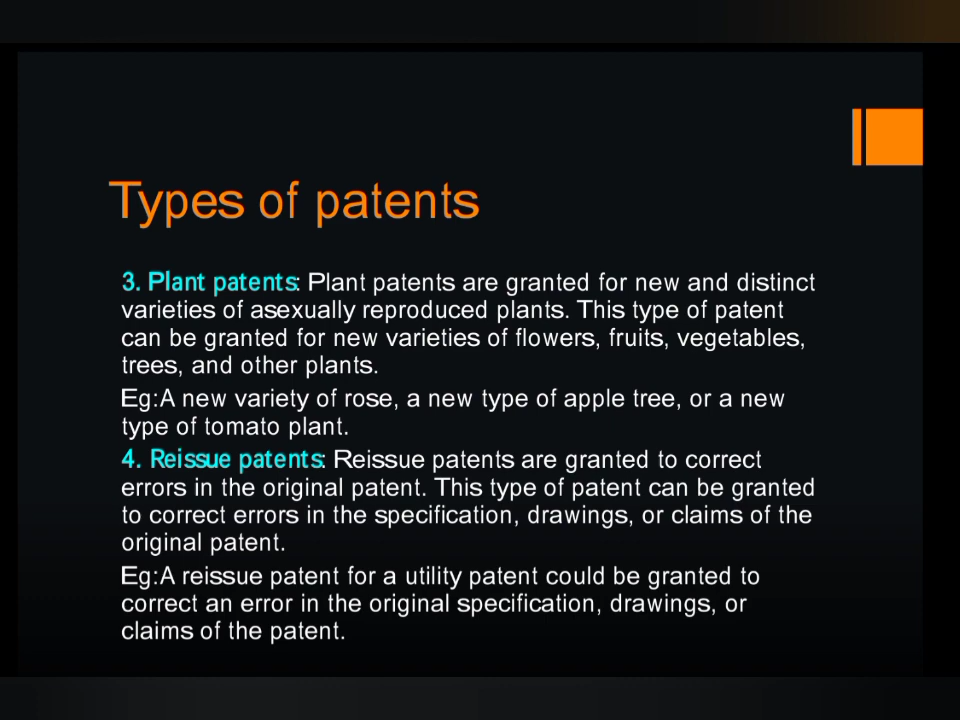 Types of patents
3. Plant patents: Plant patents are granted for new and distinct
varieties of asexually reproduced plants. This type of patent
can be granted for new varieties of flowers, fruits, vegetables,
trees, and other plants.
Eg:A new variety of rose, a new type of apple tree, or a new
type of tomato plant.
4. Reissue patents: Reissue patents are granted to correct
errors in the original patent. This type of patent can be granted
to correct errors in the specification, drawings, or claims of the
original patent.
Eg:A reissue patent for a utility patent could be granted to
correct an error in the original specification, drawings, or
claims of the patent.